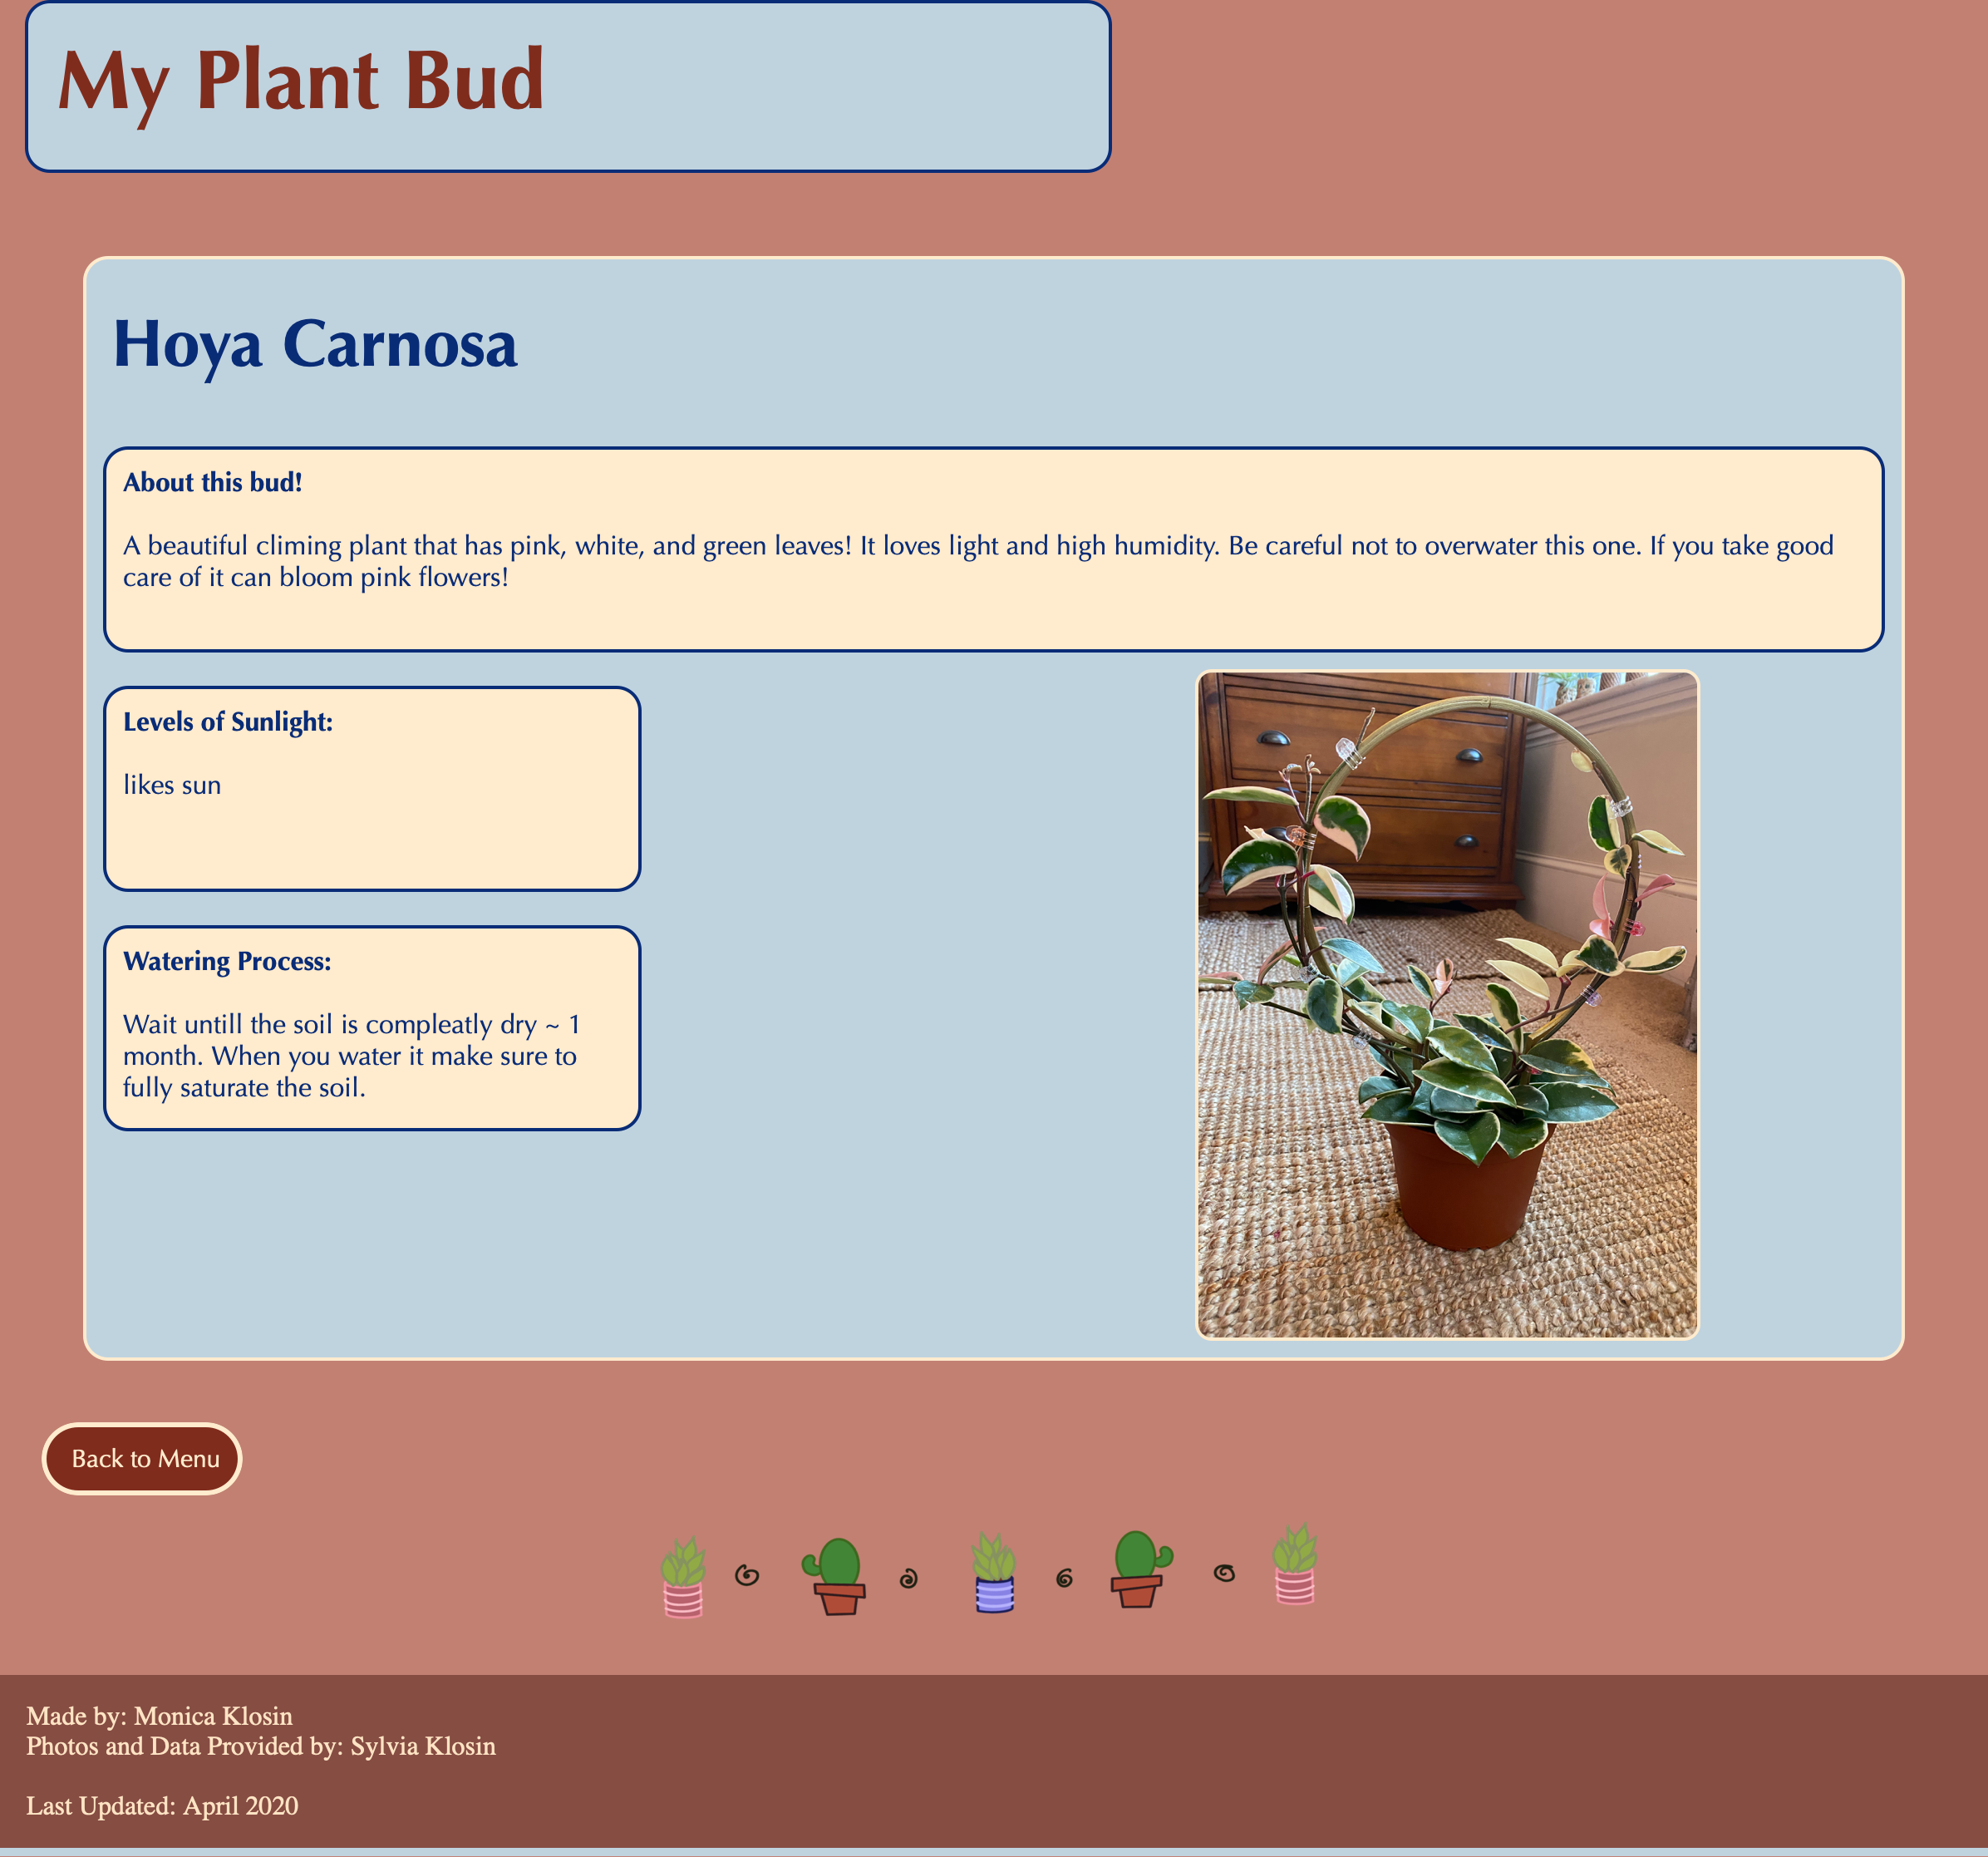 My Plant Bud
Hoya Carnosa
About this bud!
A beautiful climing plant that has pink, white, and green leaves! It loves light and high humidity. Be careful not to overwater this one. If you take good
care of it can bloom pink flowers!
Levels of Sunlight:
likes sun
Watering Process:
Wait untill the soil is compleatly dry ~ 1
month. When you water it make sure to
fully saturate the soil.
Back to Menu
Made by: Monica Klosin
Photos and Data Provided by: Sylvia Klosin
Last Updated: April 2020